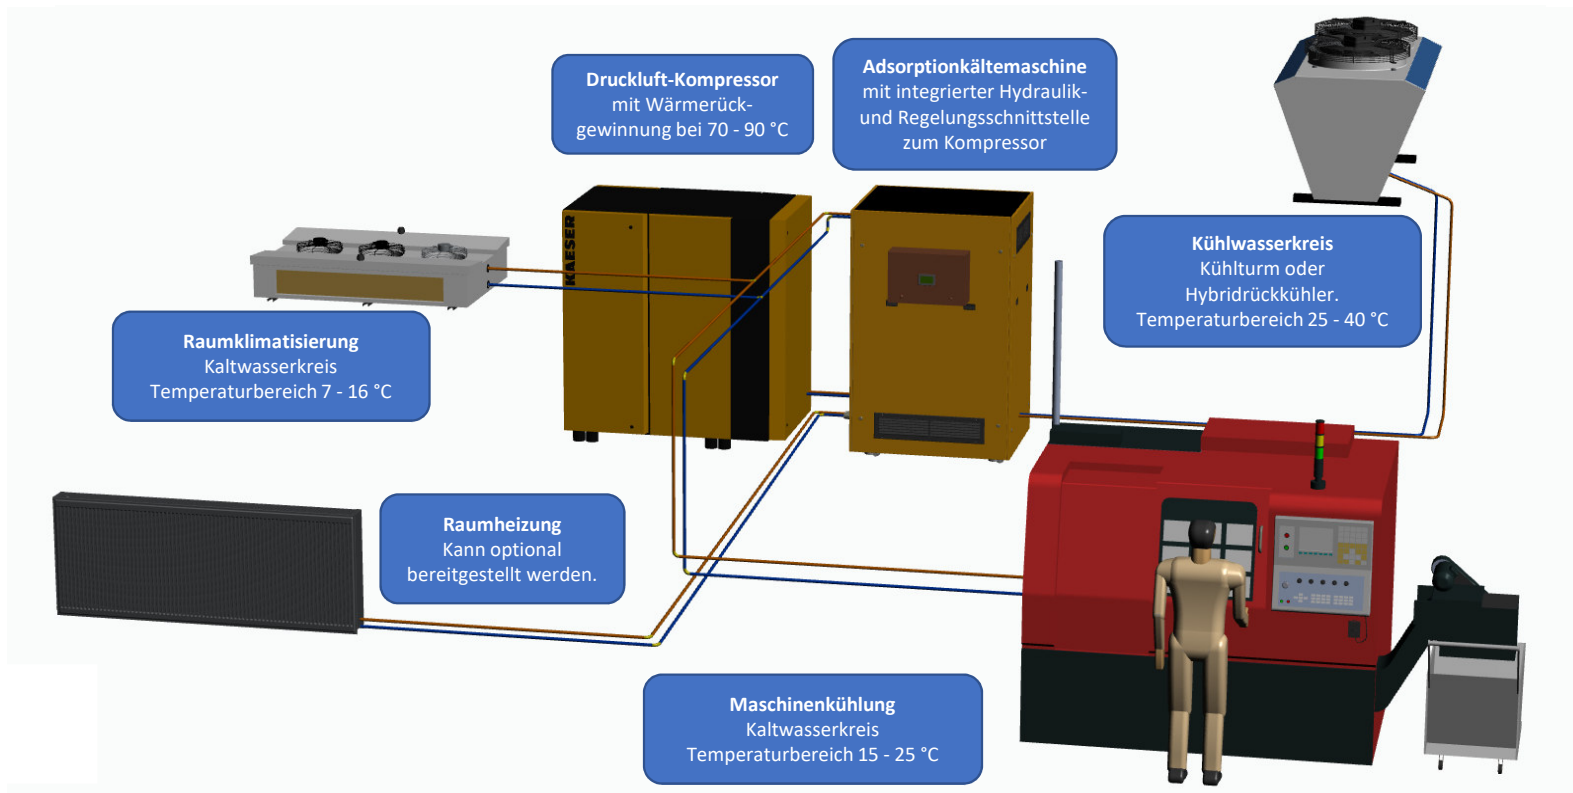 Druckluft-Kompressor
mit Wärmerück-
gewinnung bei 70 - 90 °C
Adsorptionkältemaschine
mit integrierter Hydraulik-
und Regelungsschnittstelle
zum Kompressor
KAESER
Kühlwasserkreis
Kühlturm oder
Hybridrückkühler.
Temperaturbereich 25 - 40 °C
Raumklimatisierung
Kaltwasserkreis
Temperaturbereich 7 - 16 °C
Raumheizung
Kann optional
bereitgestellt werden.
Maschinenkühlung
Kaltwasserkreis
Temperaturbereich 15 - 25 °C